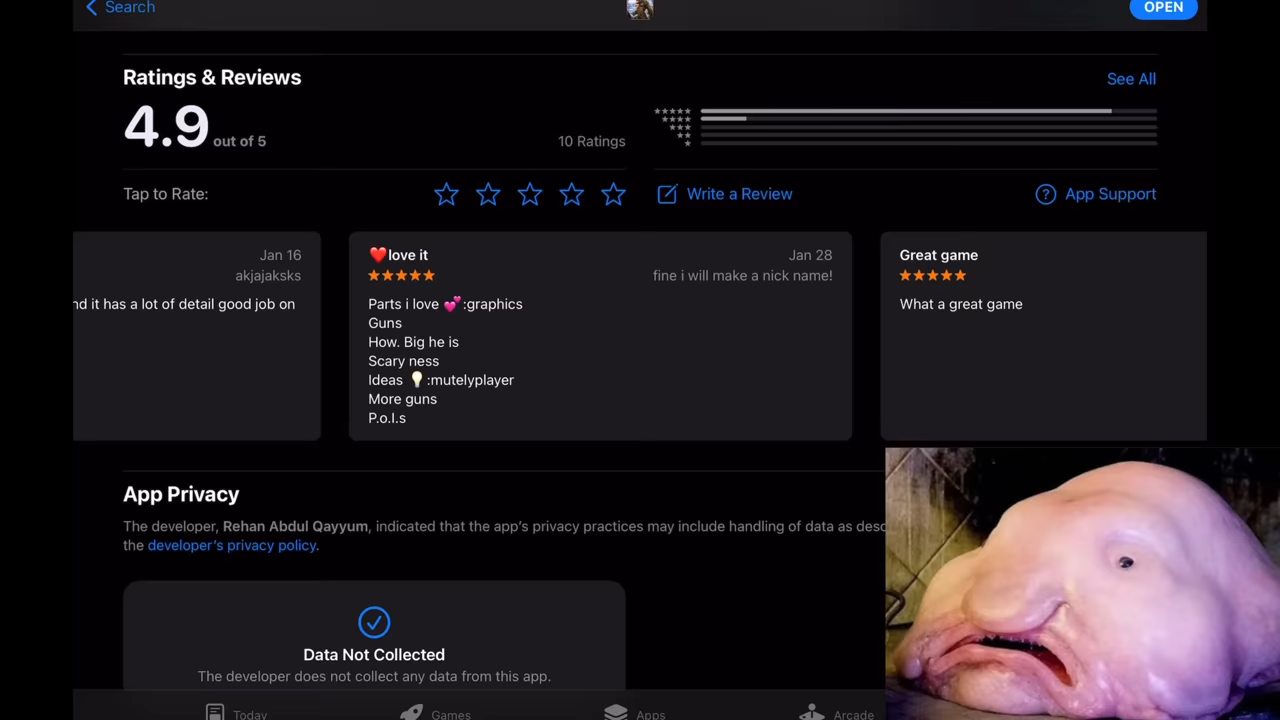 Search
OPEN
Ratings & Reviews
See All
4.9 out of 5
10 Ratings
Tap to Rate:
Write a Review
App Support
Jan 16
akjajaksks
nd it has a lot of detail good job on
❤️love it
Jan 28
fine i will make a nick name!
Parts i love 💕:graphics
Guns
How. Big he is
Scary ness
Ideas 💡:mutelyplayer
More guns
P.o.I.s
Great game
What a great game
App Privacy
The developer, Rehan Abdul Qayyum, indicated that the app's privacy practices may include handling of data as desc
the developer's privacy policy.
Data Not Collected
The developer does not collect any data from this app.
Today
Games
Apps
Arcade